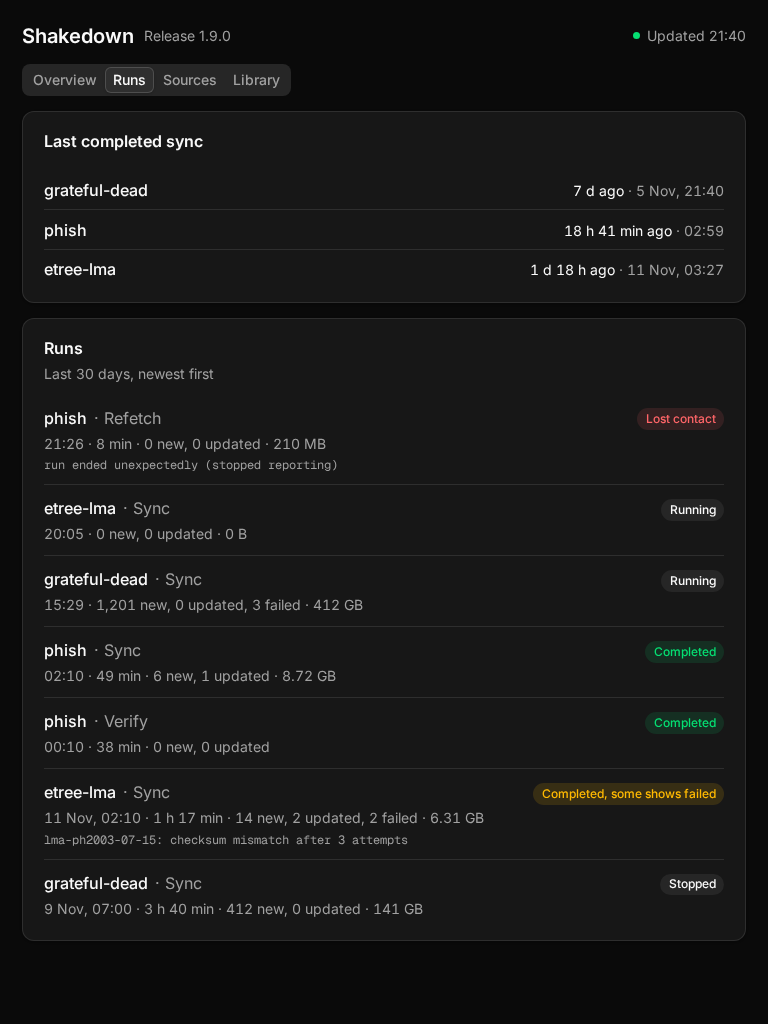 Shakedown Release 1.9.0
Updated 21:40
Overview Runs Sources Library
Last completed sync
grateful-dead 7 d ago · 5 Nov, 21:40
phish 18 h 41 min ago · 02:59
etree-lma 1 d 18 h ago · 11 Nov, 03:27
Runs
Last 30 days, newest first
phish · Refetch Lost contact
21:26 · 8 min · 0 new, 0 updated · 210 MB
run ended unexpectedly (stopped reporting)
etree-lma · Sync Running
20:05 · 0 new, 0 updated · 0 B
grateful-dead · Sync Running
15:29 · 1,201 new, 0 updated, 3 failed · 412 GB
phish · Sync Completed
02:10 · 49 min · 6 new, 1 updated · 8.72 GB
phish · Verify Completed
00:10 · 38 min · 0 new, 0 updated
etree-lma · Sync Completed, some shows failed
11 Nov, 02:10 · 1 h 17 min · 14 new, 2 updated, 2 failed · 6.31 GB
lma-ph2003-07-15: checksum mismatch after 3 attempts
grateful-dead · Sync Stopped
9 Nov, 07:00 · 3 h 40 min · 412 new, 0 updated · 141 GB